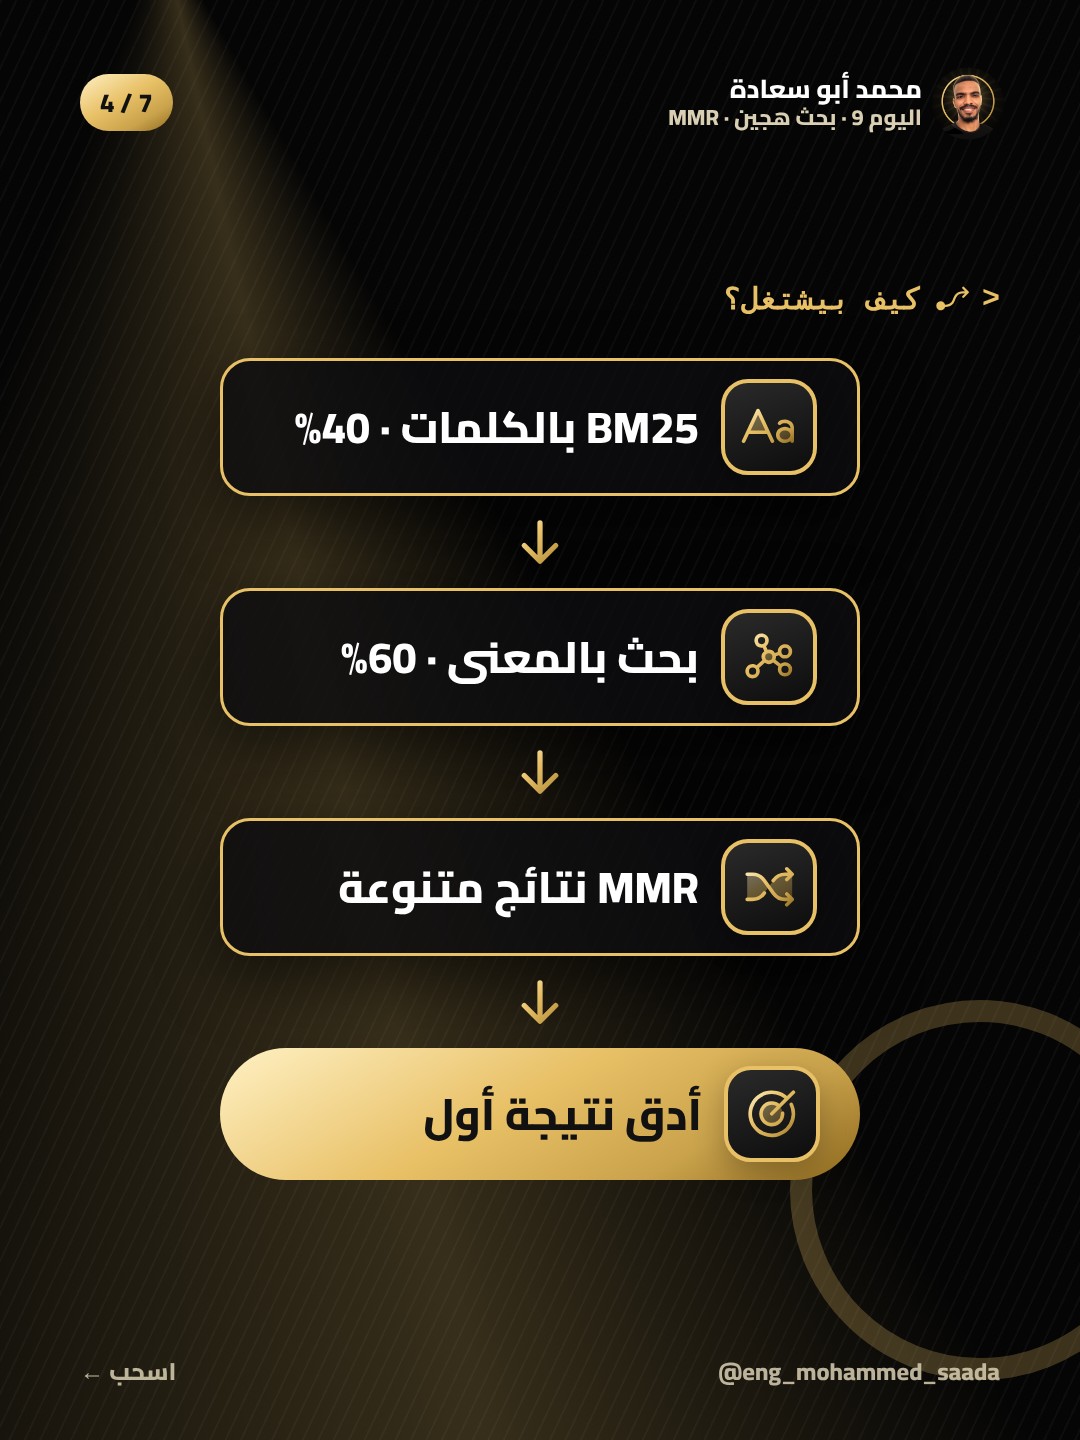 محمد أبو سعادة
اليوم 9 · بحث هجين · MMR
4 / 7
> كيف بيشتغل؟
Aa
BM25 بالكلمات · 40%
بحث بالمعنى · 60%
MMR نتائج متنوعة
أدق نتيجة أول
@eng_mohammed_saada
اسحب ←